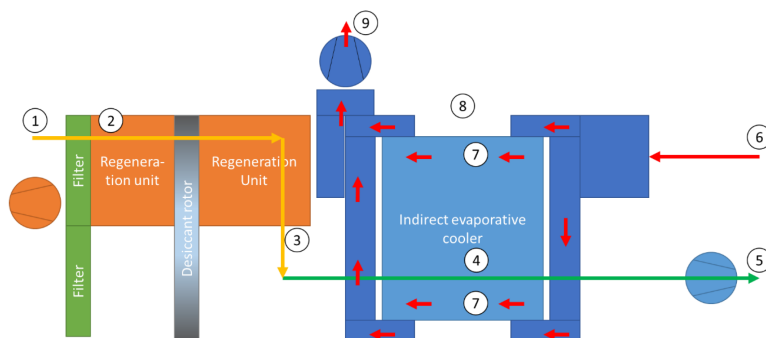 9
8
1
2
6
Filter
Regenera-
tion unit
Desiccant rotor
Regeneration
Unit
7
Indirect evaporative
cooler
3
4
5
Filter
7